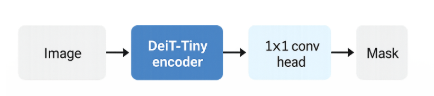 Image
DeiT-Tiny
encoder
1x1 conv
head
Mask